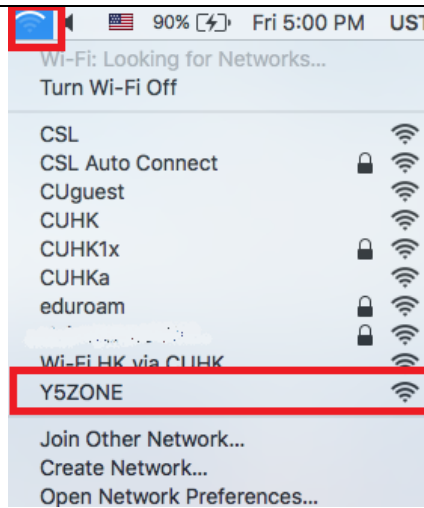 90% Fri 5:00 PM UST
Wi-Fi: Looking for Networks...
Turn Wi-Fi Off
CSL
CSL Auto Connect
CUguest
CUHK
CUHK1x
CUHKa
eduroam
Wi-Fi HK via CUHK
Y5ZONE
Join Other Network...
Create Network...
Open Network Preferences...